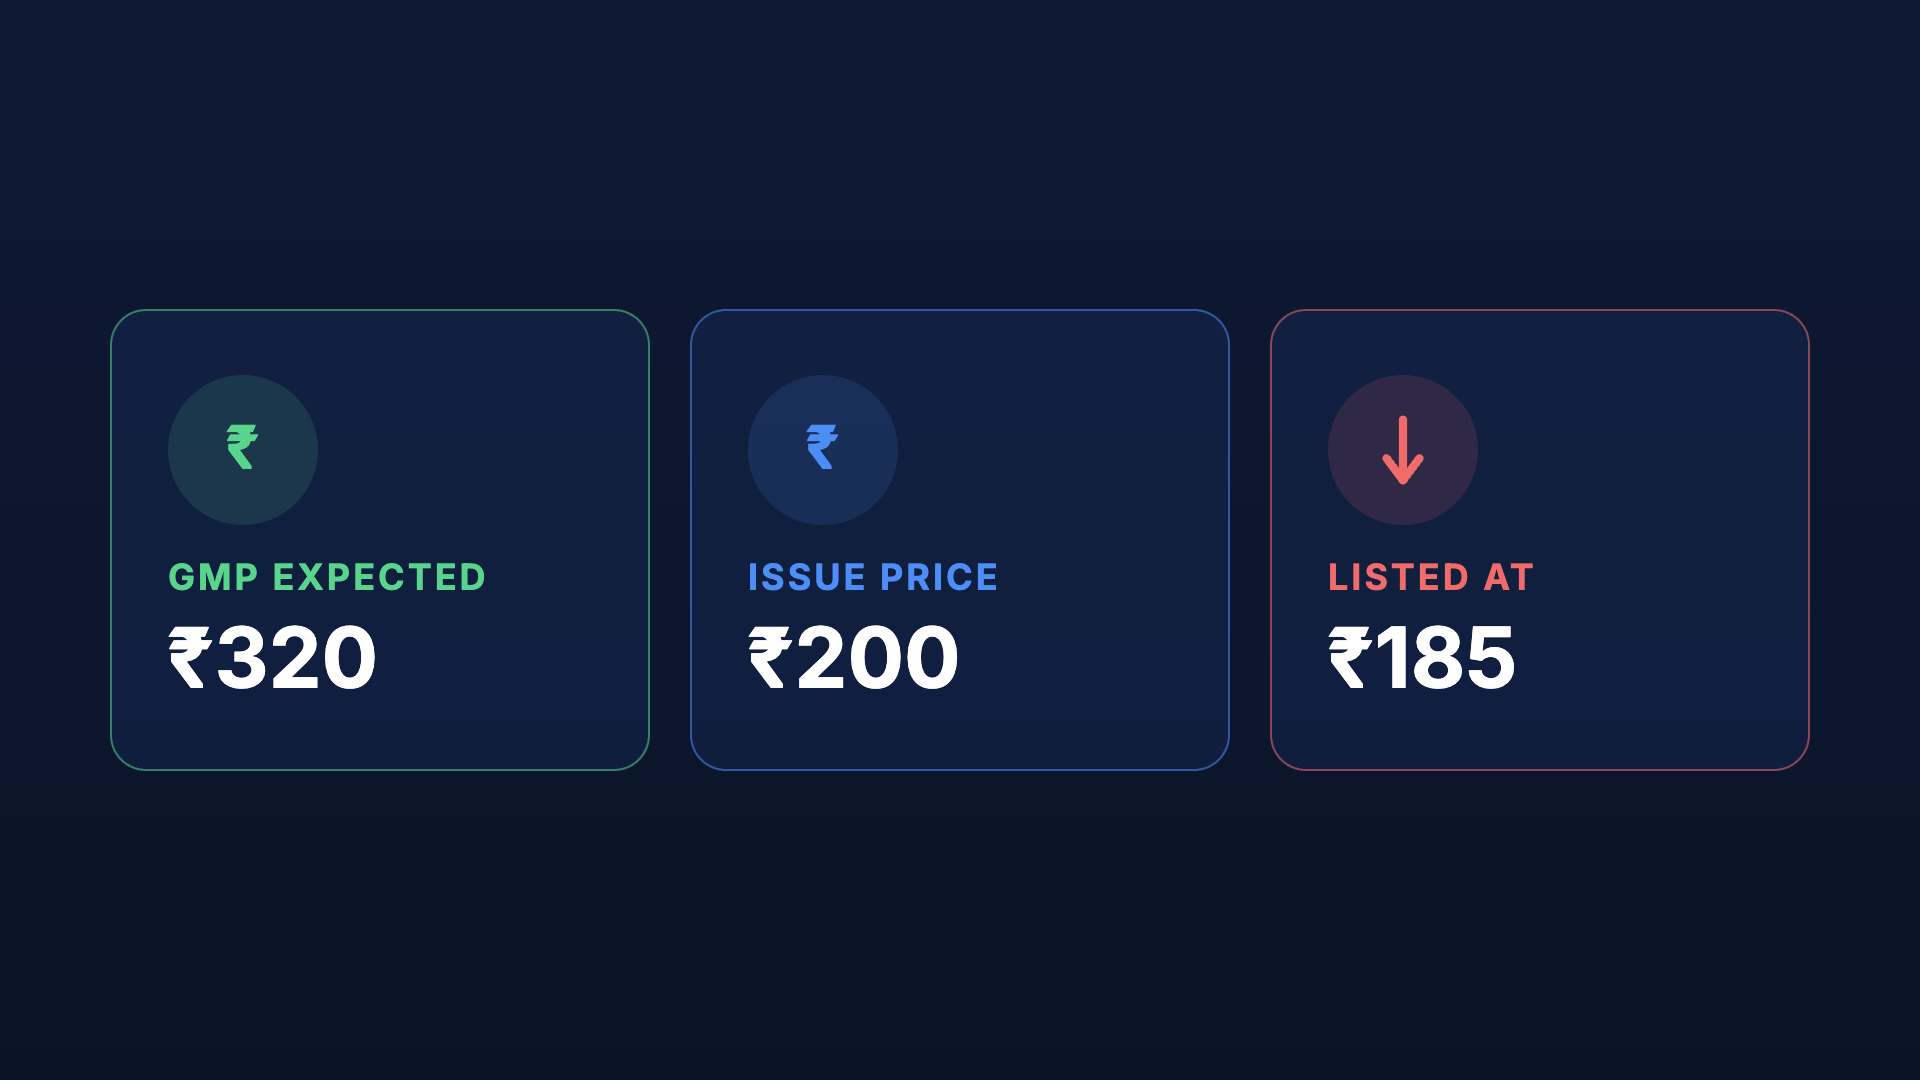 ₹
GMP EXPECTED
₹320
₹
ISSUE PRICE
₹200
LISTED AT
₹185